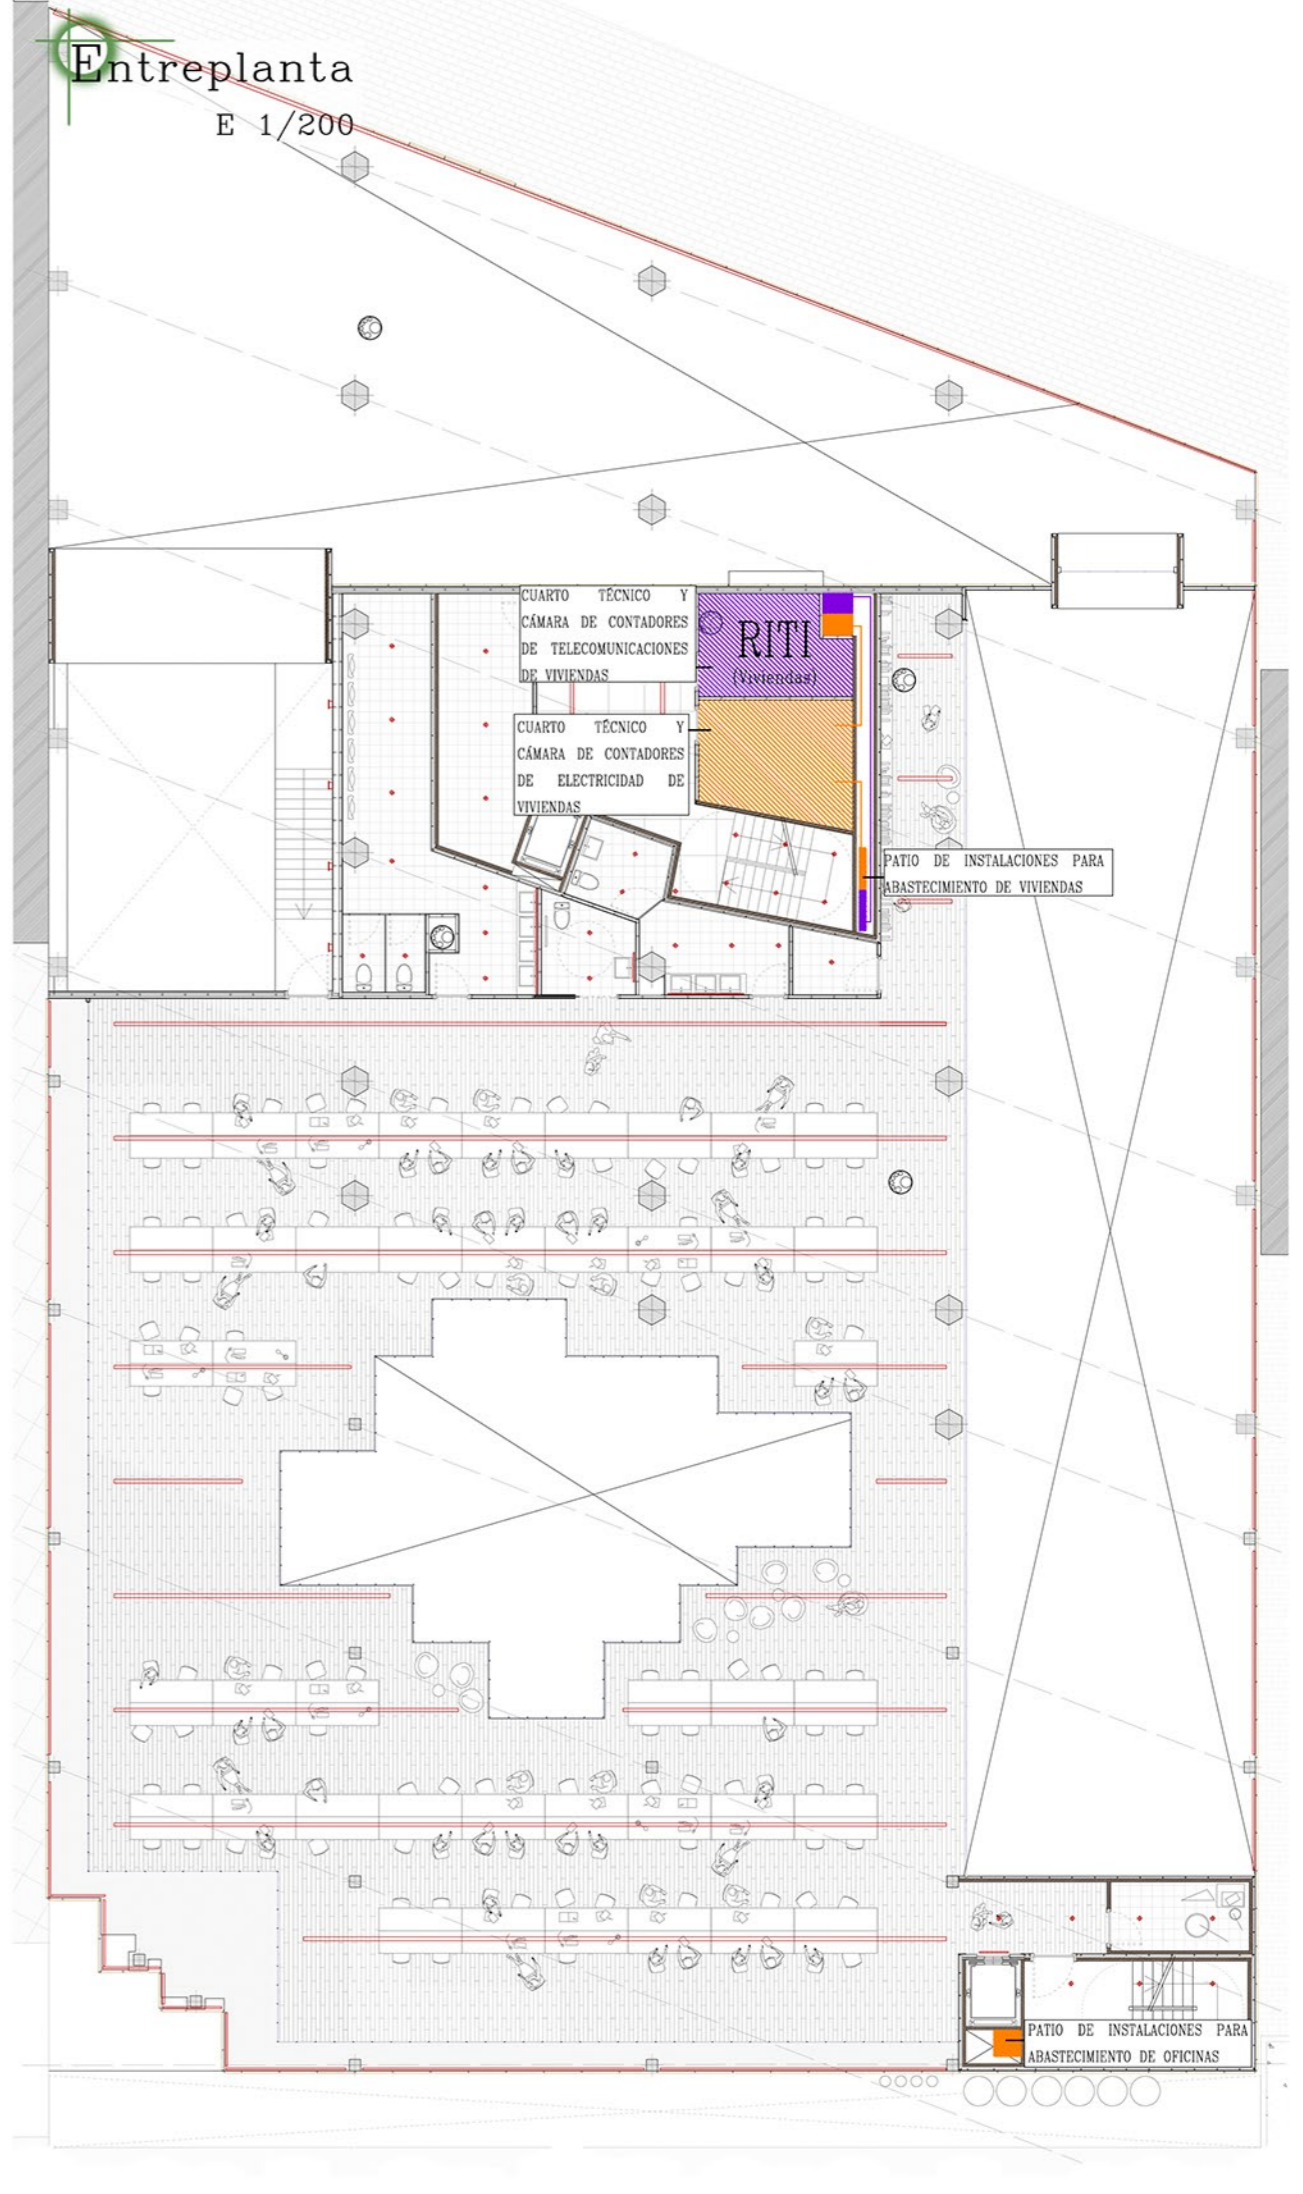 Entreplanta
E 1/200
CUARTO TÉCNICO Y
CÁMARA DE CONTADORES
DE TELECOMUNICACIONES
DE VIVIENDAS
RITI
(Viviendas)
CUARTO TÉCNICO Y
CÁMARA DE CONTADORES
DE ELECTRICIDAD DE
VIVIENDAS
PATIO DE INSTALACIONES PARA
ABASTECIMIENTO DE VIVIENDAS
PATIO DE INSTALACIONES PARA
ABASTECIMIENTO DE OFICINAS